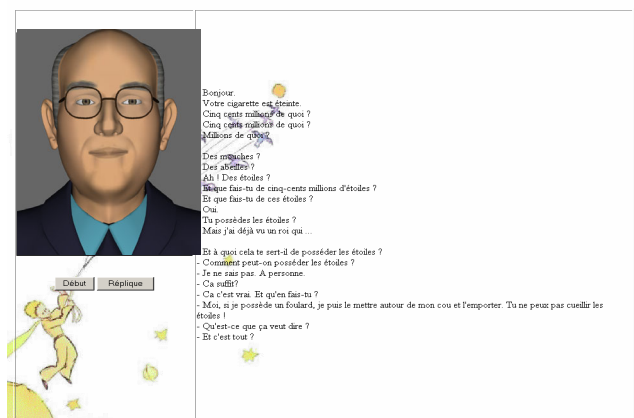 Bonjour.
Votre cigarette est éteinte.
Cinq cents millions de quoi ?
Cinq cents millions de quoi ?
Millions de quoi ?
Des mouches ?
Des abeilles ?
Ah ! Des étoiles ?
Et que fais-tu de cinq-cents millions d'étoiles ?
Et que fais-tu de ces étoiles ?
Oui.
Tu possèdes les étoiles ?
Mais j'ai déjà vu un roi qui ...
Et à quoi cela te sert-il de posséder les étoiles ?
- Comment peut-on posséder les étoiles ?
- Je ne sais pas. A personne.
- Ca suffit?
- Ca c'est vrai. Et qu'en fais-tu ?
- Moi, si je possède un foulard, je puis le mettre autour de mon cou et l'emporter. Tu ne peux pas cueillir les
étoiles !
- Qu'est-ce que ça veut dire ?
- Et c'est tout ?
Début Réplique